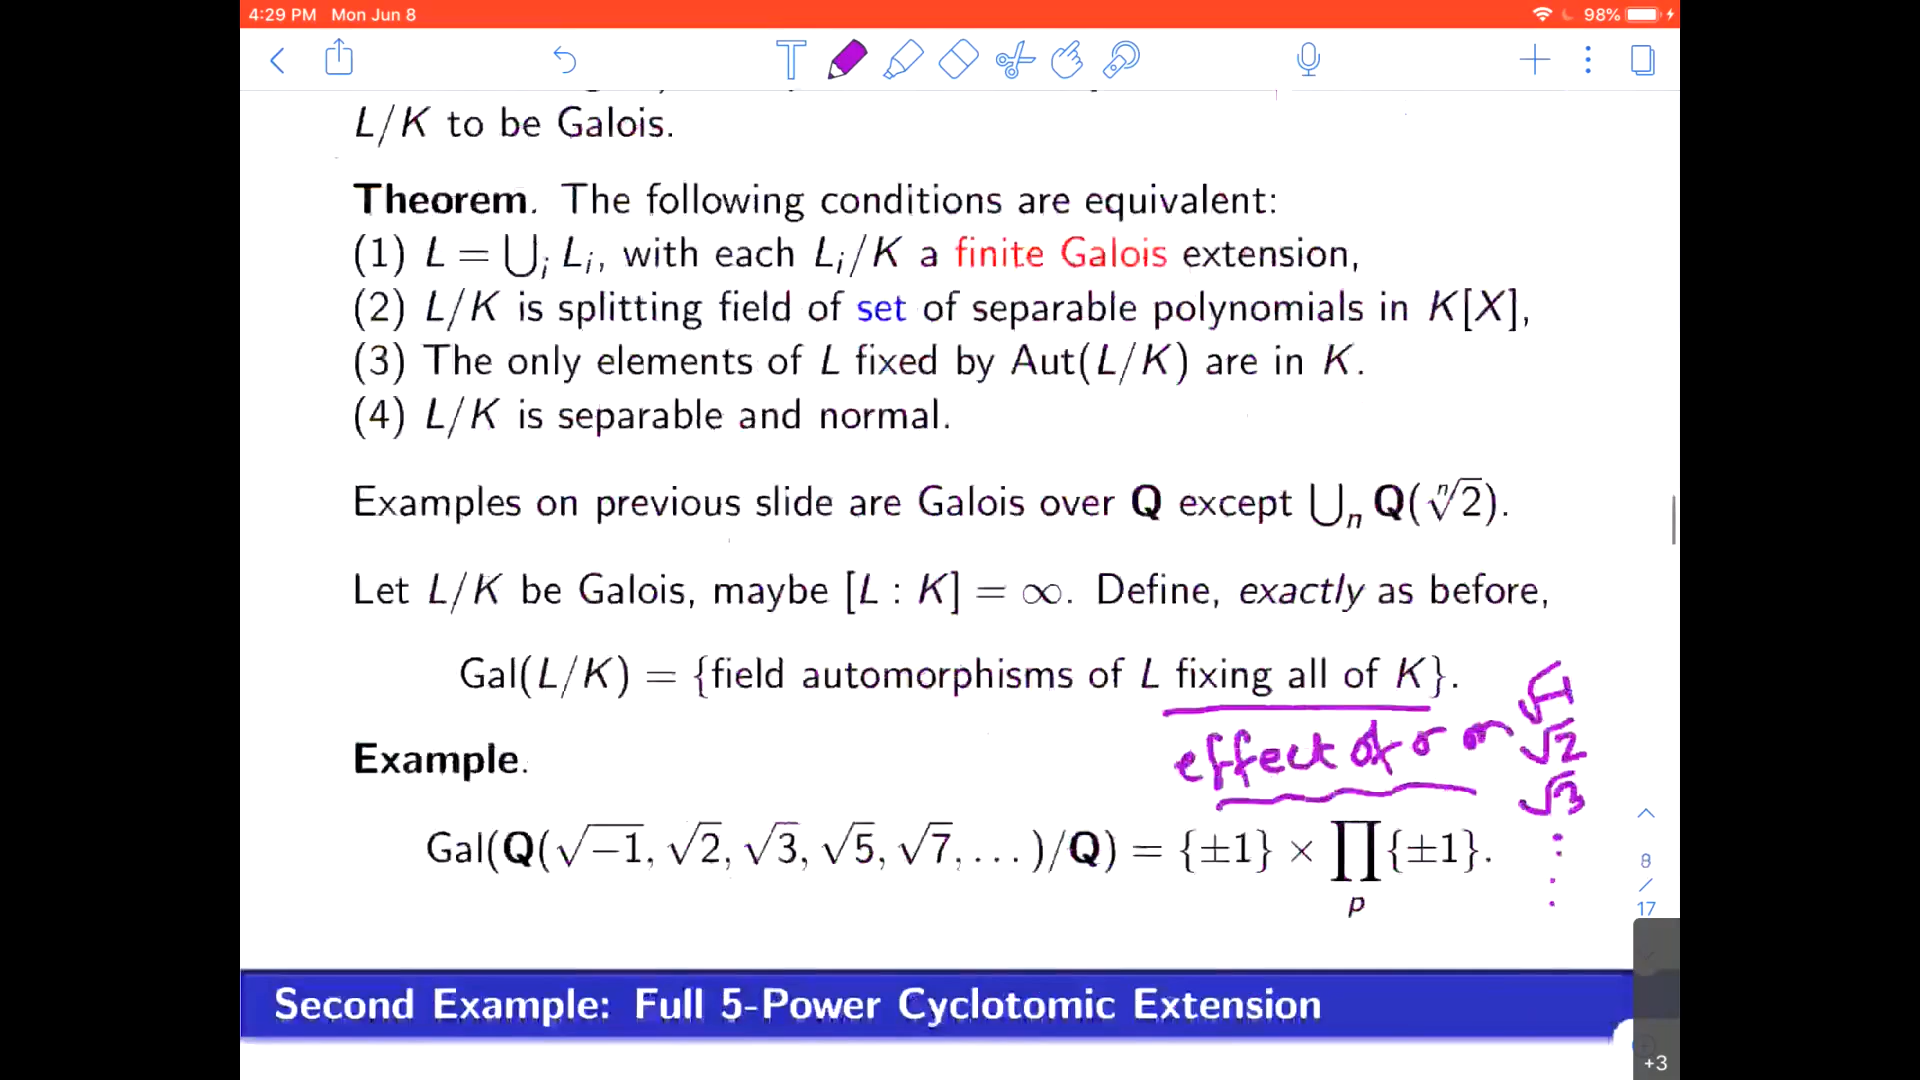 4:29 PM Mon Jun 8 98%
L/K to be Galois.
Theorem. The following conditions are equivalent:
(1) L = ⋃_i L_i, with each L_i/K a finite Galois extension,
(2) L/K is splitting field of set of separable polynomials in K[X],
(3) The only elements of L fixed by Aut(L/K) are in K.
(4) L/K is separable and normal.
Examples on previous slide are Galois over Q except ⋃_n Q(ⁿ√2).
Let L/K be Galois, maybe [L : K] = ∞. Define, exactly as before,
Gal(L/K) = {field automorphisms of L fixing all of K}.
effect of σ on
√2
√3
Example.
Gal(Q(√−1, √2, √3, √5, √7, . . . )/Q) = {±1} × ∏_p {±1}.
8
/
17
Second Example: Full 5-Power Cyclotomic Extension
+3